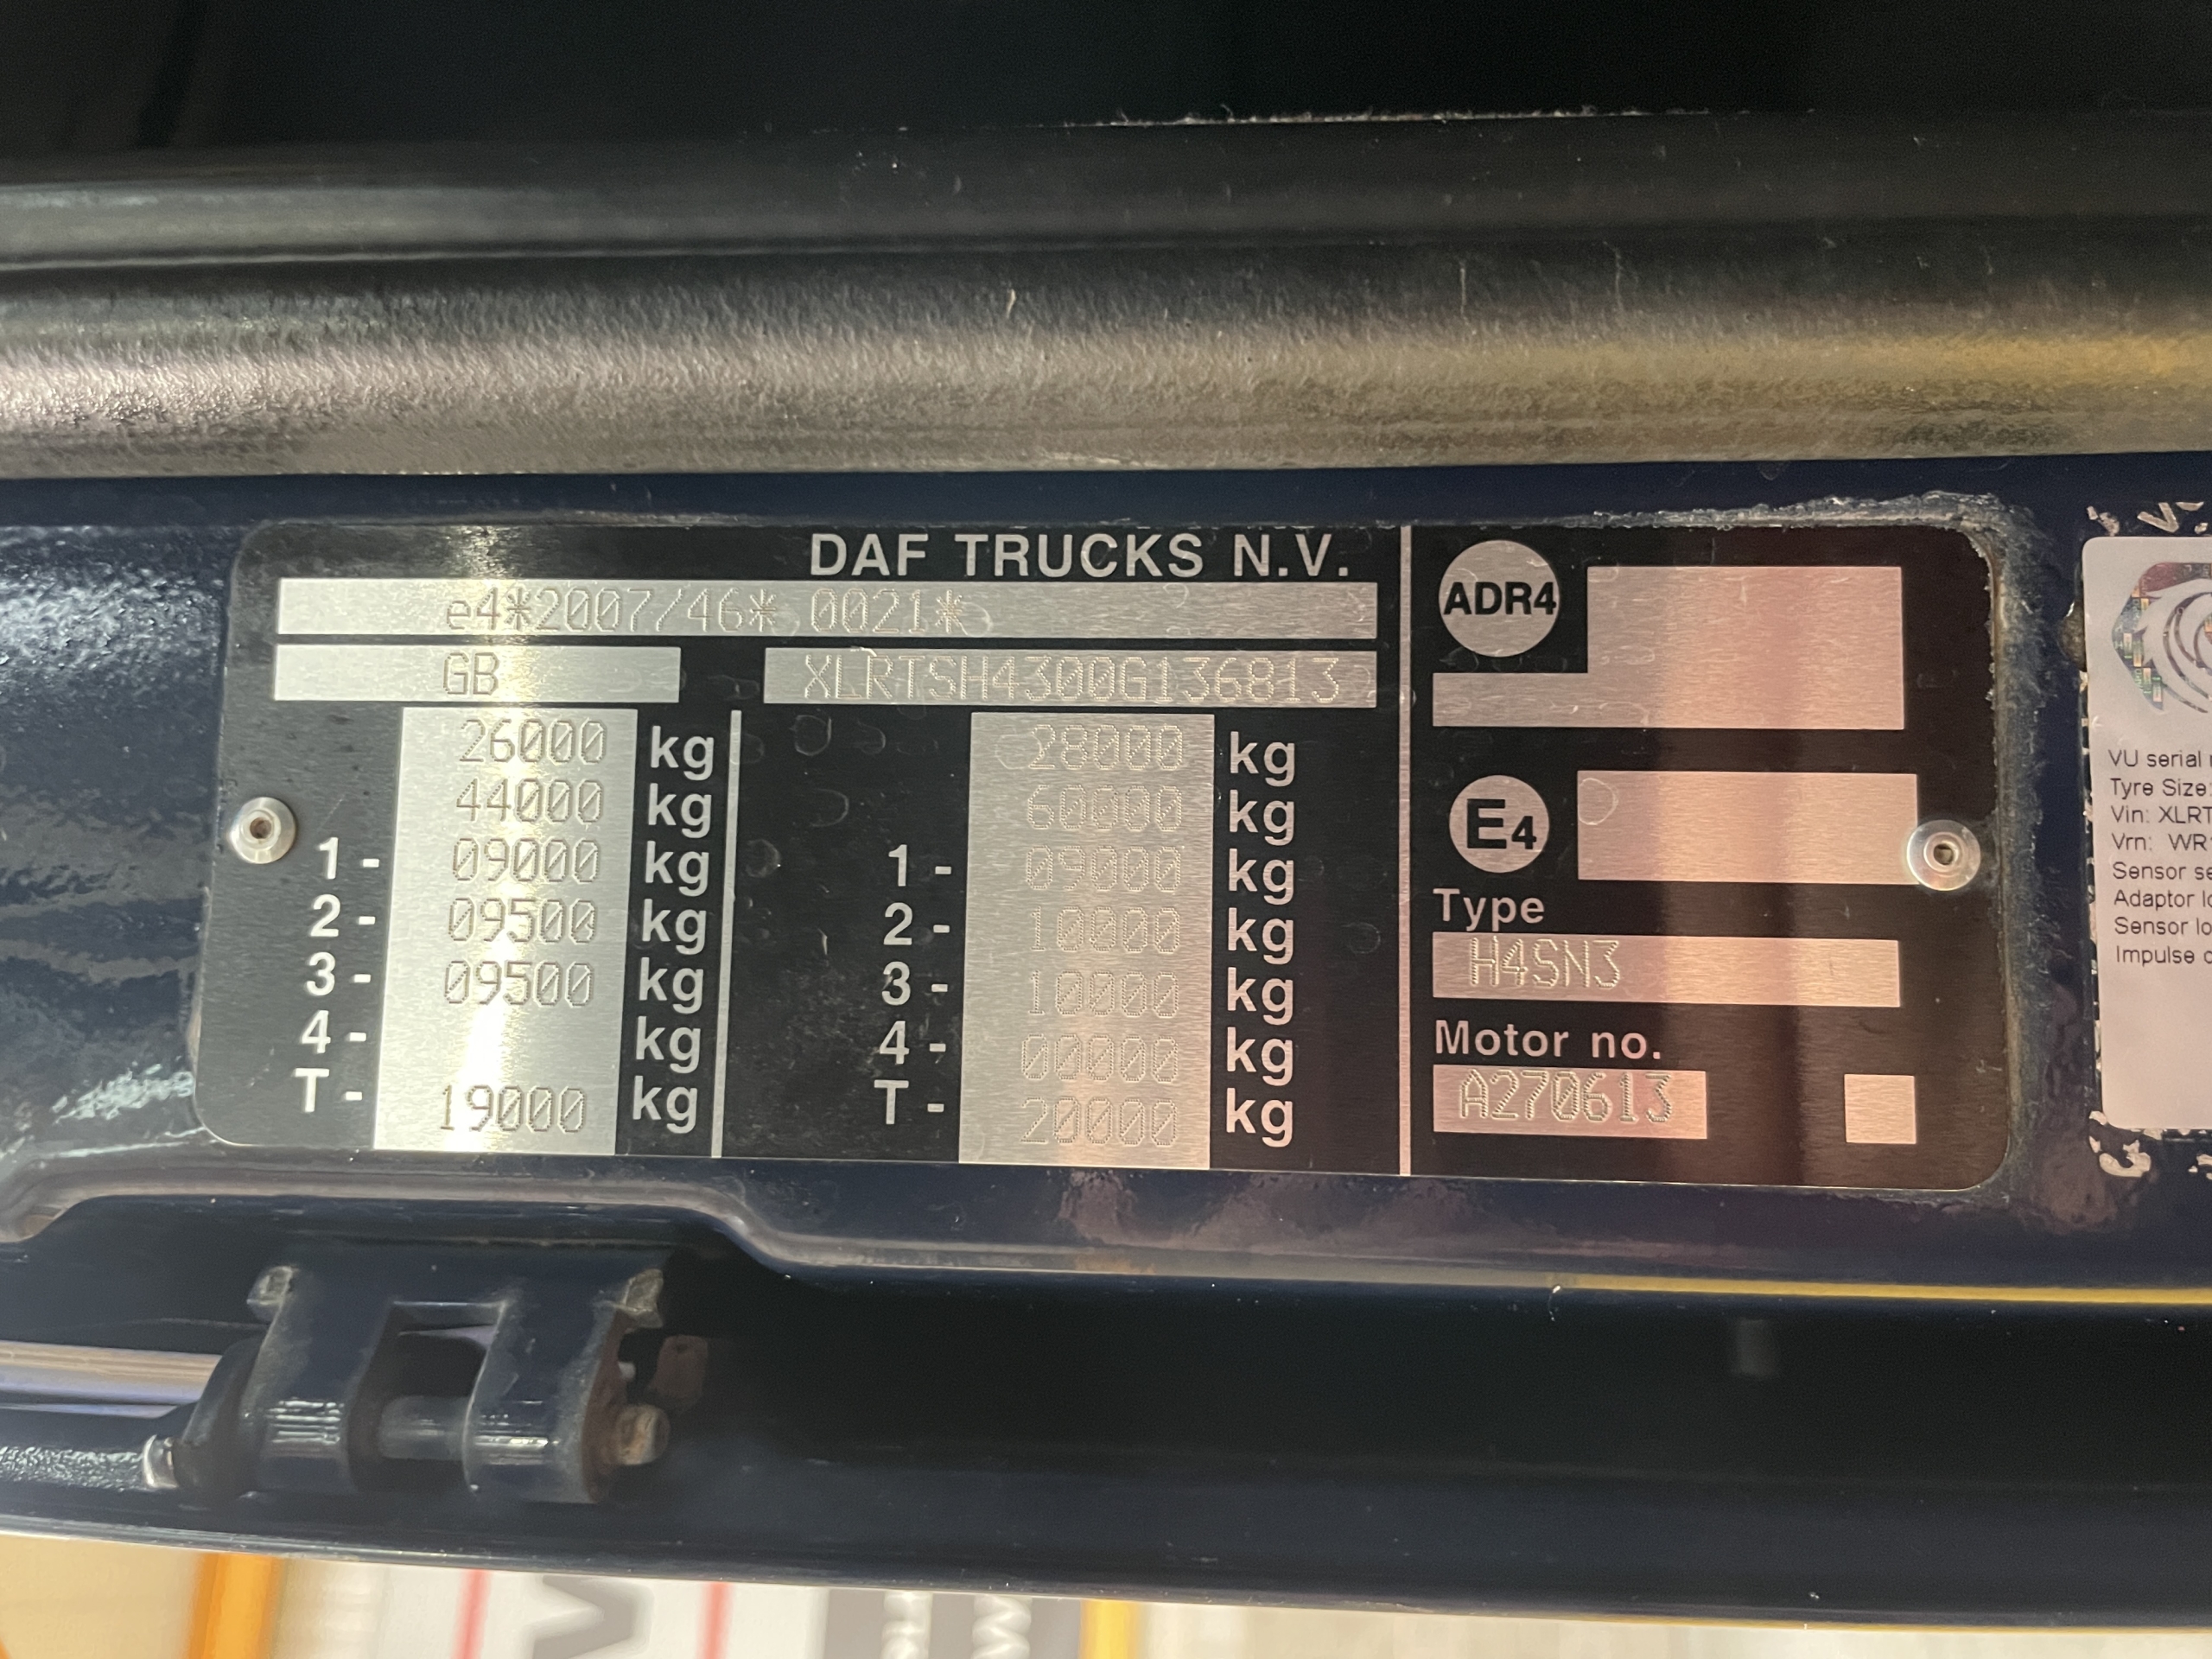 DAF TRUCKS N.V.
e4*2007/46* 0021*
GB XLRTSH4300G136813
26000 kg 28000 kg
44000 kg 60000 kg
1 - 09000 kg 1 - 09000 kg
2 - 09500 kg 2 - 10000 kg
3 - 09500 kg 3 - 10000 kg
4 - kg 4 - 00000 kg
T - 19000 kg T - 20000 kg
ADR4
E4
Type
H4SN3
Motor no.
A270613
VU serial
Tyre Size:
Vin: XLRT
Vrn: WR
Sensor se
Adaptor lo
Sensor lo
Impulse